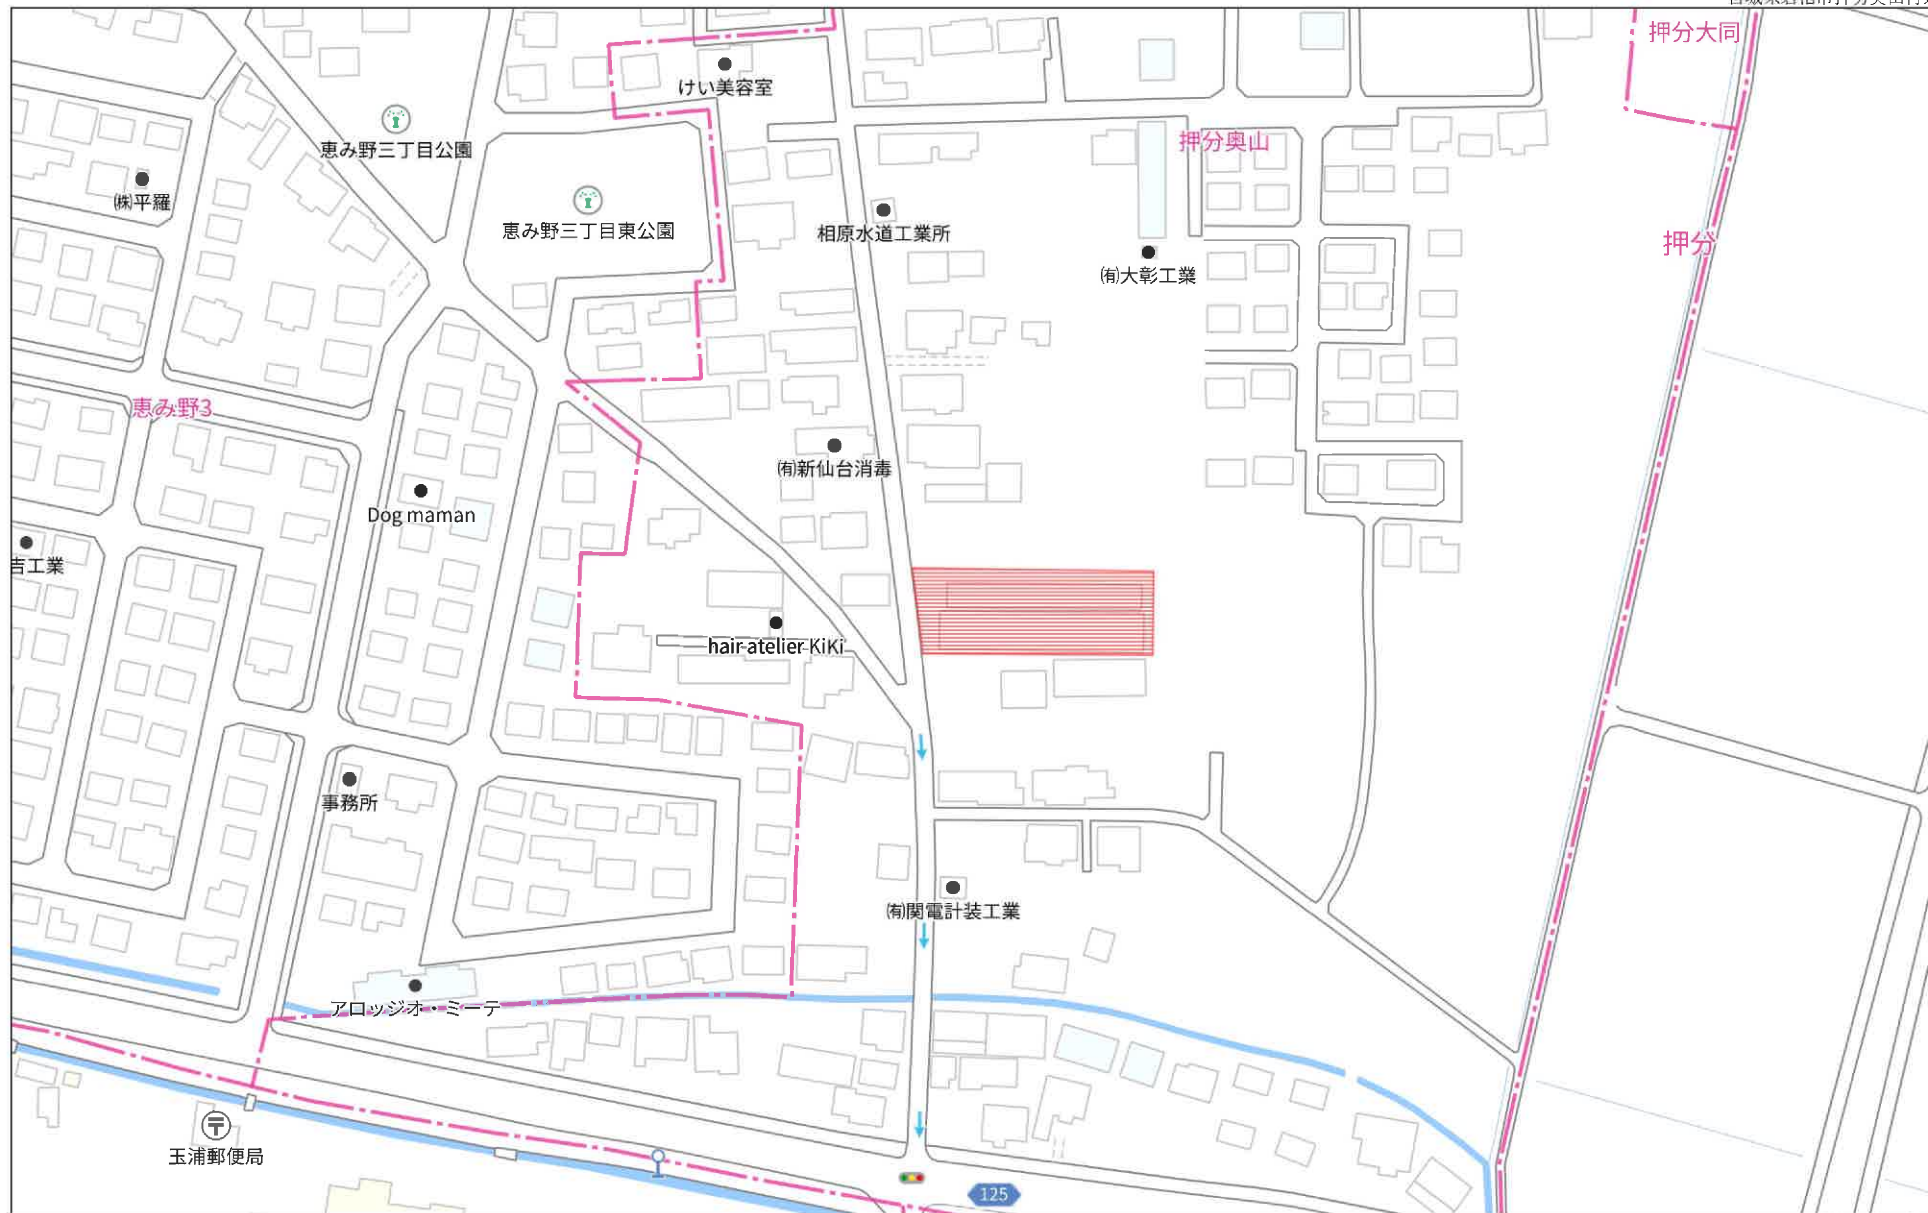 押分大同
けい美容室
恵み野三丁目公園
押分奥山
㈱平羅
恵み野三丁目東公園
相原水道工業所
押分
㈲大彰工業
恵み野3
㈲新仙台消毒
Dog maman
吉工業
hair atelier KiKi
事務所
㈲関電計装工業
アロッジオ・ミーテ
玉浦郵便局
125